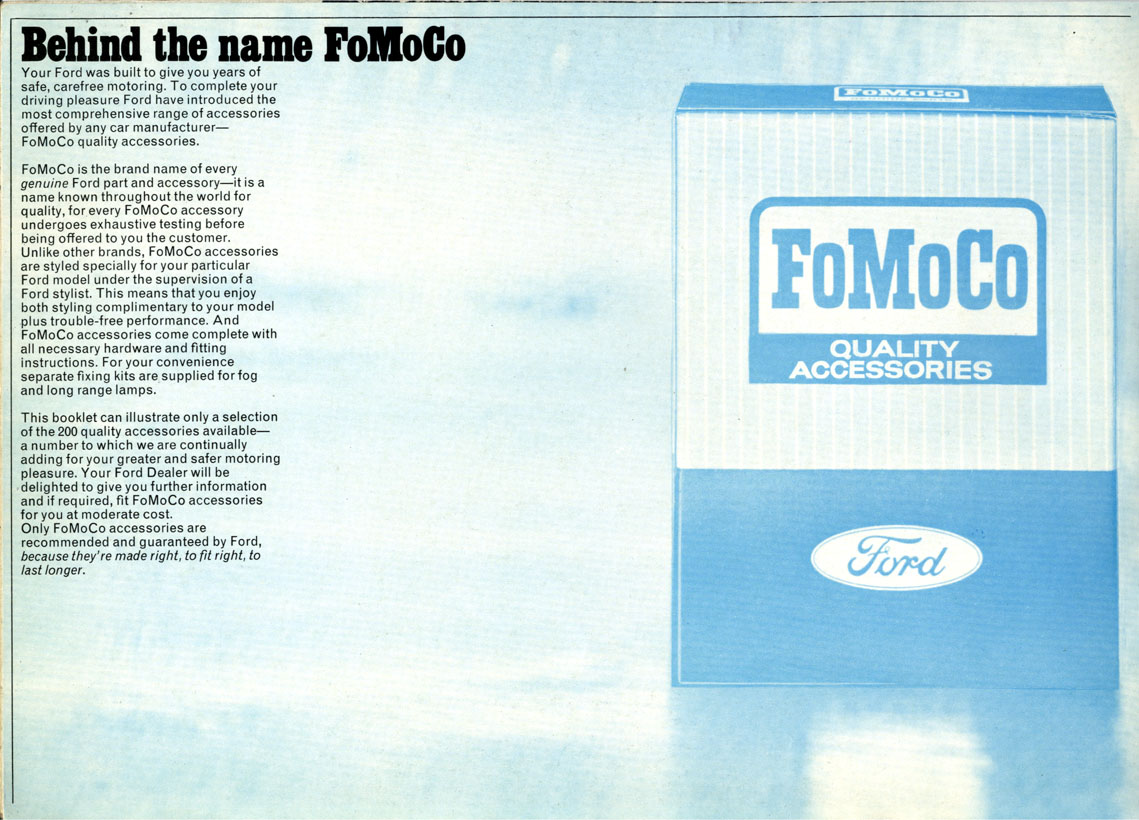 Behind the name FoMoCo
Your Ford was built to give you years of
safe, carefree motoring. To complete your
driving pleasure Ford have introduced the
most comprehensive range of accessories
offered by any car manufacturer—
FoMoCo quality accessories.
FoMoCo is the brand name of every
genuine Ford part and accessory—it is a
name known throughout the world for
quality, for every FoMoCo accessory
undergoes exhaustive testing before
being offered to you the customer.
Unlike other brands, FoMoCo accessories
are styled specially for your particular
Ford model under the supervision of a
Ford stylist. This means that you enjoy
both styling complimentary to your model
plus trouble-free performance. And
FoMoCo accessories come complete with
all necessary hardware and fitting
instructions. For your convenience
separate fixing kits are supplied for fog
and long range lamps.
This booklet can illustrate only a selection
of the 200 quality accessories available—
a number to which we are continually
adding for your greater and safer motoring
pleasure. Your Ford Dealer will be
delighted to give you further information
and if required, fit FoMoCo accessories
for you at moderate cost.
Only FoMoCo accessories are
recommended and guaranteed by Ford,
because they're made right, to fit right, to
last longer.
FoMoCo
FoMoCo
QUALITY
ACCESSORIES
Ford